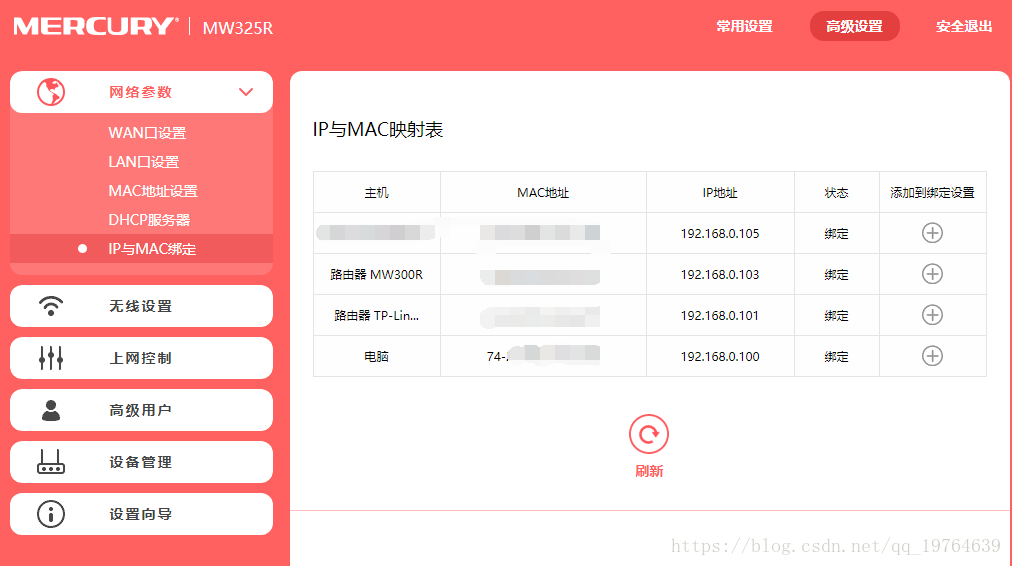 MERCURY MW325R
常用设置 高级设置 安全退出
网络参数
WAN口设置
LAN口设置
MAC地址设置
DHCP服务器
IP与MAC绑定
无线设置
上网控制
高级用户
设备管理
设置向导
IP与MAC映射表
主机 MAC地址 IP地址 状态 添加到绑定设置
192.168.0.105 绑定
路由器 MW300R 192.168.0.103 绑定
路由器 TP-Lin... 192.168.0.101 绑定
电脑 74- 192.168.0.100 绑定
刷新
https://blog.csdn.net/qq_19764639